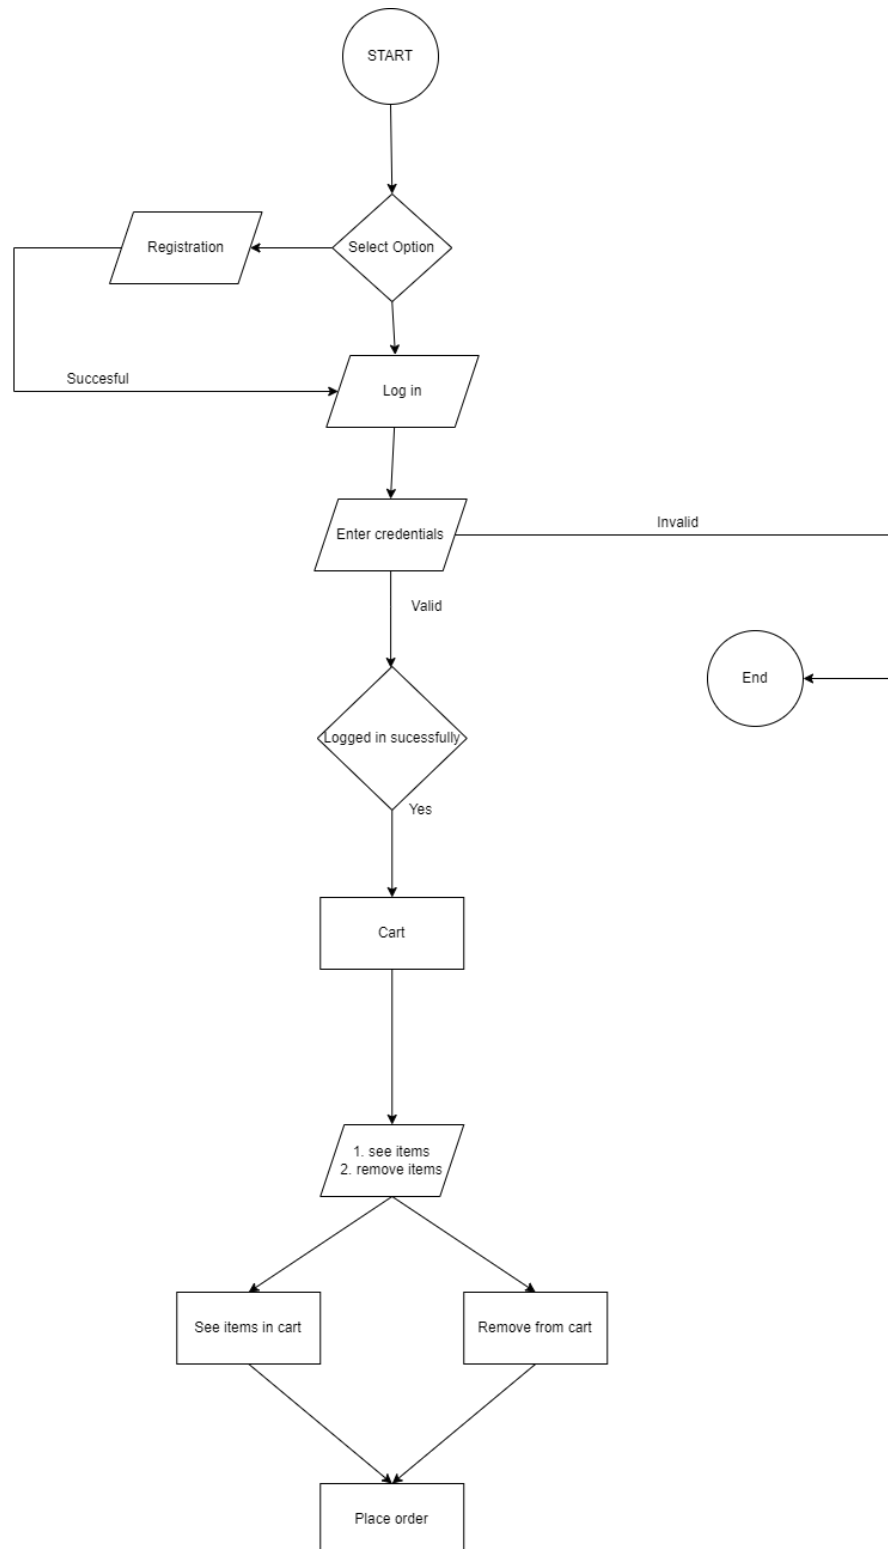 START
Select Option
Registration
Succesful
Log in
Enter credentials
Invalid
Valid
End
Logged in sucessfully
Yes
Cart
1. see items
2. remove items
See items in cart
Remove from cart
Place order